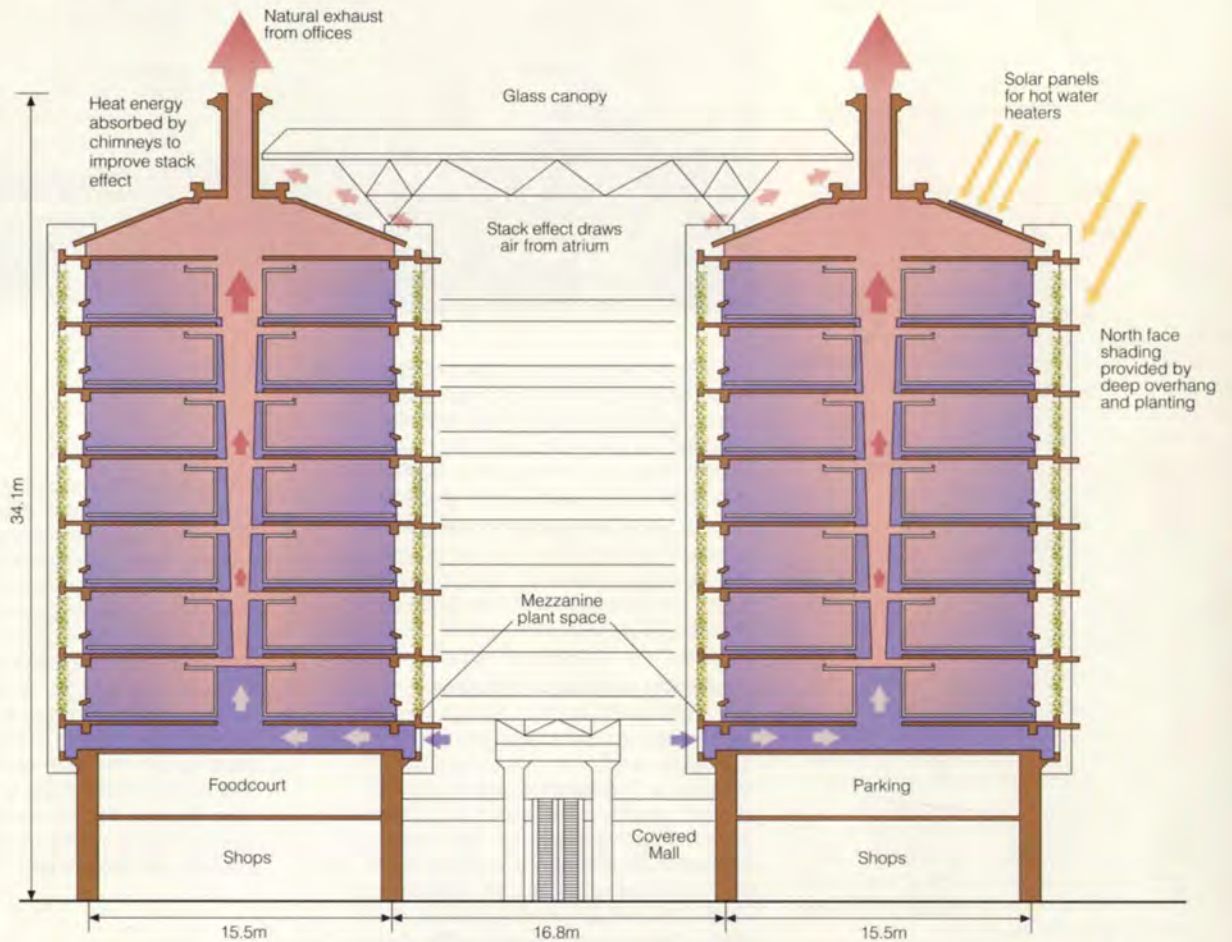 Natural exhaust
from offices
Heat energy
absorbed by
chimneys to
improve stack
effect
Glass canopy
Solar panels
for hot water
heaters
Stack effect draws
air from atrium
North face
shading
provided by
deep overhang
and planting
34.1m
Mezzanine
plant space
Foodcourt
Parking
Shops
Covered
Mall
Shops
15.5m
16.8m
15.5m